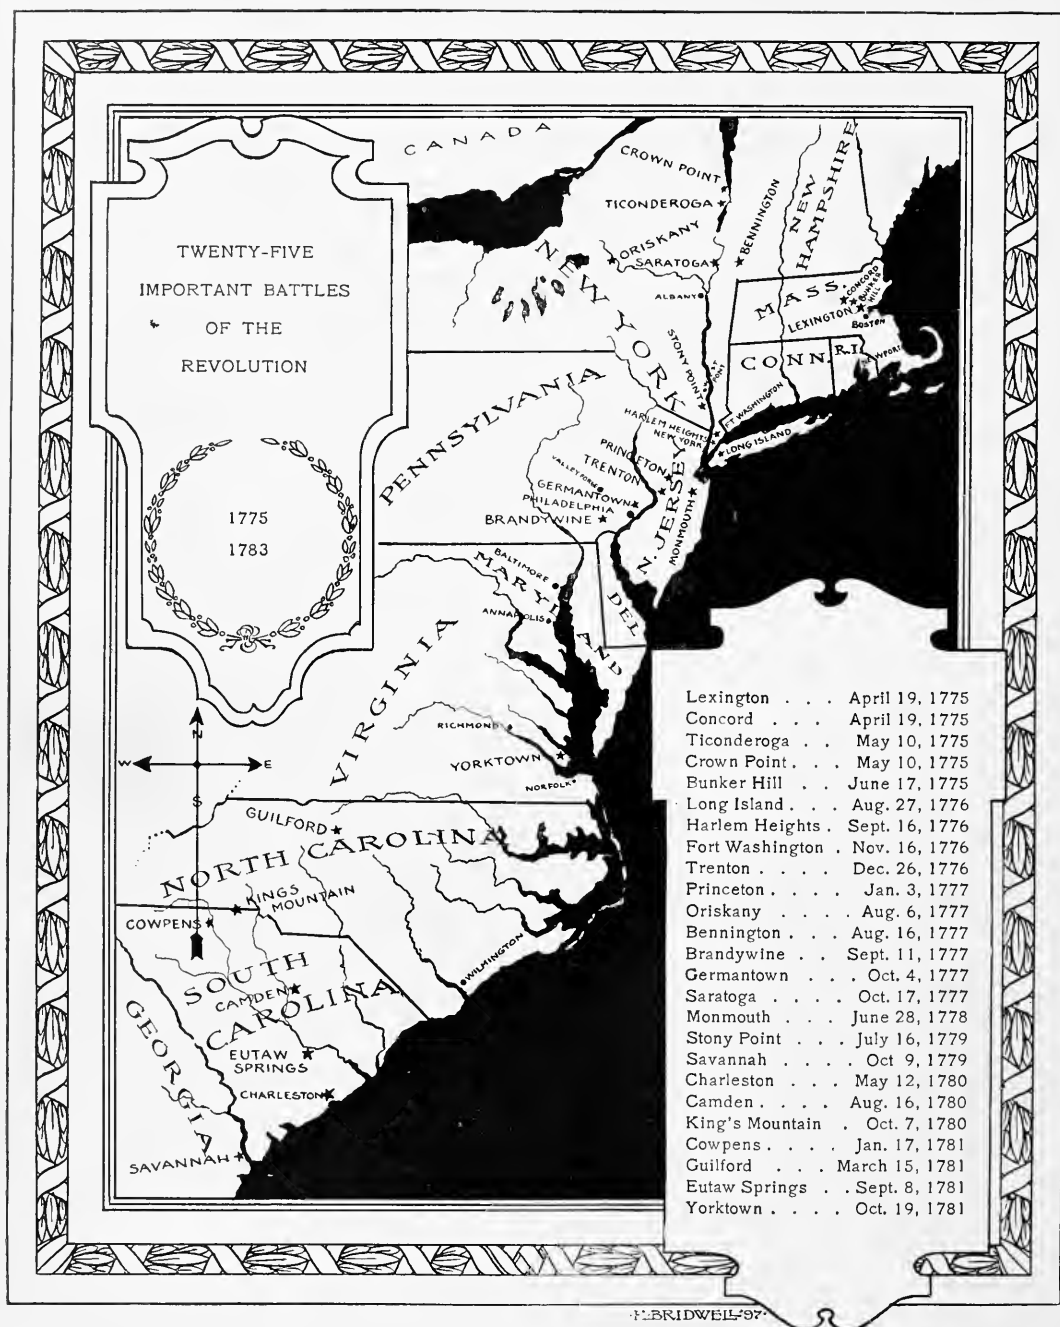 TWENTY-FIVE
IMPORTANT BATTLES
OF THE
REVOLUTION
1775
1783
CANADA
CROWN POINT
TICONDEROGA
ORISKANY
SARATOGA
BENNINGTON
NEW
HAMPSHIRE
ALBANY
NEW YORK
MASS.
CONCORD
BUNKER
HILL
LEXINGTON
BOSTON
STONY POINT
CONN.
R.I.
NEWPORT
FT WASHINGTON
HARLEM HEIGHTS
NEW YORK
LONG ISLAND
PENNSYLVANIA
PRINCETON
TRENTON
GERMANTOWN
PHILADELPHIA
BRANDYWINE
N. JERSEY
MONMOUTH
BALTIMORE
MARYLAND
DEL
ANNAPOLIS
VIRGINIA
RICHMOND
YORKTOWN
NORFOLK
N
W
E
S
GUILFORD
NORTH CAROLINA
KINGS
MOUNTAIN
COWPENS
WILMINGTON
SOUTH
CAROLINA
CAMDEN
GEORGIA
EUTAW
SPRINGS
CHARLESTON
SAVANNAH
Lexington . . . April 19, 1775
Concord . . . April 19, 1775
Ticonderoga . . May 10, 1775
Crown Point . . . May 10, 1775
Bunker Hill . . June 17, 1775
Long Island . . . Aug. 27, 1776
Harlem Heights . Sept. 16, 1776
Fort Washington . Nov. 16, 1776
Trenton . . . . Dec. 26, 1776
Princeton . . . . Jan. 3, 1777
Oriskany . . . . Aug. 6, 1777
Bennington . . . Aug. 16, 1777
Brandywine . . Sept. 11, 1777
Germantown . . . Oct. 4, 1777
Saratoga . . . . Oct. 17, 1777
Monmouth . . . June 28, 1778
Stony Point . . . July 16, 1779
Savannah . . . . Oct 9, 1779
Charleston . . . May 12, 1780
Camden . . . . Aug. 16, 1780
King's Mountain . Oct. 7, 1780
Cowpens . . . . Jan. 17, 1781
Guilford . . . March 15, 1781
Eutaw Springs . . Sept. 8, 1781
Yorktown . . . . Oct. 19, 1781
BRIDWELL '97